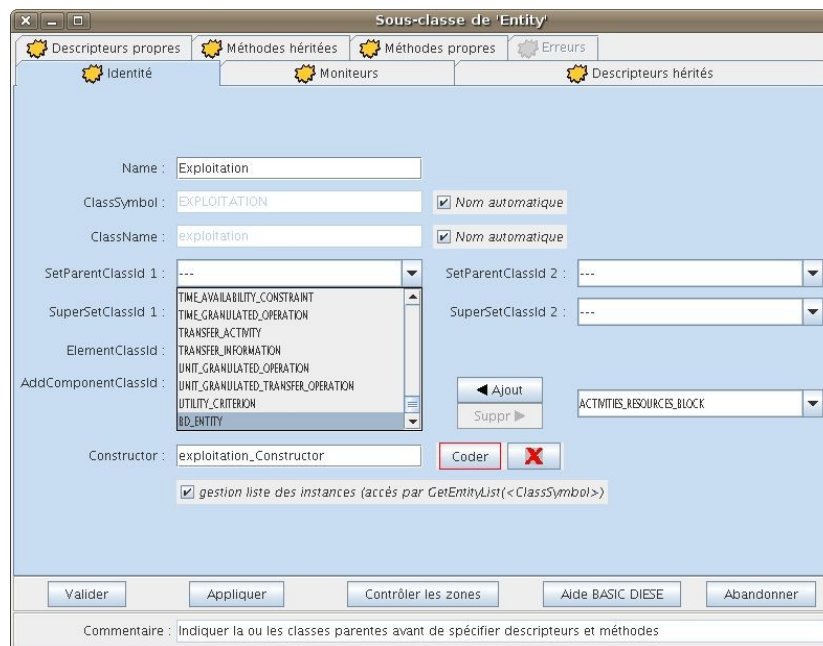 Sous-classe de 'Entity'
Descripteurs propres
Méthodes héritées
Méthodes propres
Erreurs
Identité
Moniteurs
Descripteurs hérités
Name : Exploitation
ClassSymbol : EXPLOITATION
Nom automatique
ClassName : exploitation
Nom automatique
SetParentClassId 1 : ---
SetParentClassId 2 : ---
TIME_AVAILABILITY_CONSTRAINT
SuperSetClassId 1 :
TIME_GRANULATED_OPERATION
SuperSetClassId 2 : ---
TRANSFER_ACTIVITY
ElementClassId :
TRANSFER_INFORMATION
UNIT_GRANULATED_OPERATION
AddComponentClassId :
UNIT_GRANULATED_TRANSFER_OPERATION
UTILITY_CRITERION
BD_ENTITY
Ajout
Suppr
ACTIVITIES_RESOURCES_BLOCK
Constructor : exploitation_Constructor
Coder
gestion liste des instances (accès par GetEntityList(<ClassSymbol>)
Valider
Appliquer
Contrôler les zones
Aide BASIC DIESE
Abandonner
Commentaire : Indiquer la ou les classes parentes avant de spécifier descripteurs et méthodes